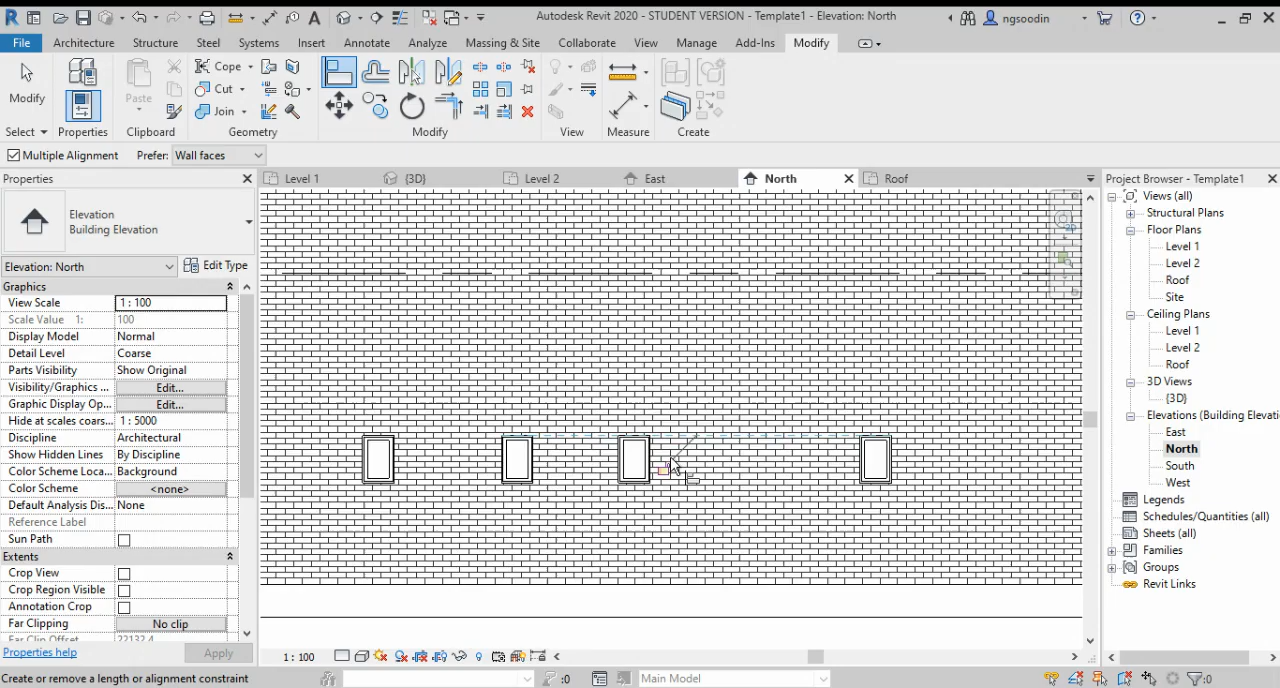 Autodesk Revit 2020 - STUDENT VERSION - Template1 - Elevation: North
ngsoodin
File Architecture Structure Steel Systems Insert Annotate Analyze Massing & Site Collaborate View Manage Add-Ins Modify
Modify
Paste
Cope
Cut
Join
Select Properties Clipboard Geometry Modify View Measure Create
Multiple Alignment Prefer: Wall faces
Properties
Level 1 {3D} Level 2 East North Roof
Project Browser - Template1
Elevation
Building Elevation
Elevation: North Edit Type
Graphics
View Scale 1 : 100
Scale Value 1: 100
Display Model Normal
Detail Level Coarse
Parts Visibility Show Original
Visibility/Graphics ... Edit...
Graphic Display Op... Edit...
Hide at scales coars... 1 : 5000
Discipline Architectural
Show Hidden Lines By Discipline
Color Scheme Loca... Background
Color Scheme <none>
Default Analysis Dis... None
Reference Label
Sun Path
Extents
Crop View
Crop Region Visible
Annotation Crop
Far Clipping No clip
Far Clip Offset 22132.4
Properties help Apply
Views (all)
Structural Plans
Floor Plans
Level 1
Level 2
Roof
Site
Ceiling Plans
Level 1
Level 2
Roof
3D Views
{3D}
Elevations (Building Elevati
East
North
South
West
Legends
Schedules/Quantities (all)
Sheets (all)
Families
Groups
Revit Links
1 : 100
Create or remove a length or alignment constraint
:0
Main Model
:0